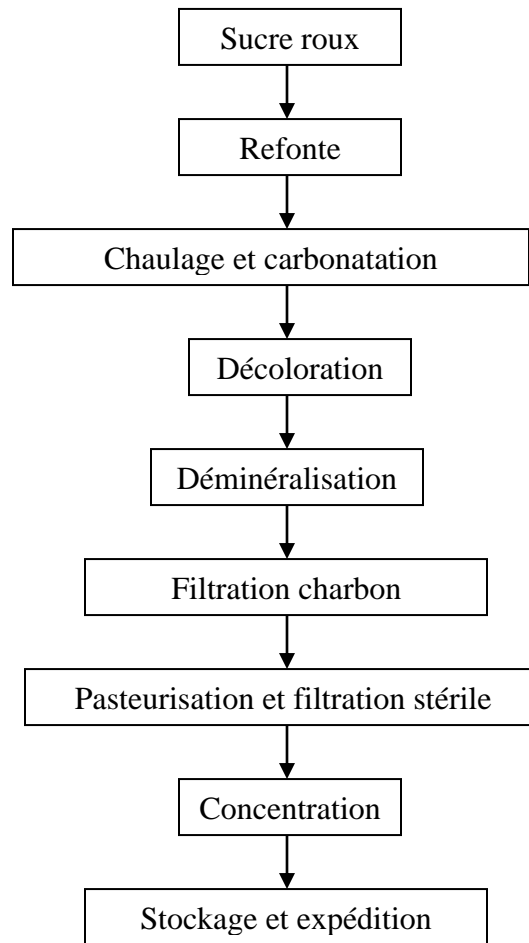 Sucre roux
Refonte
Chaulage et carbonatation
Décoloration
Déminéralisation
Filtration charbon
Pasteurisation et filtration stérile
Concentration
Stockage et expédition